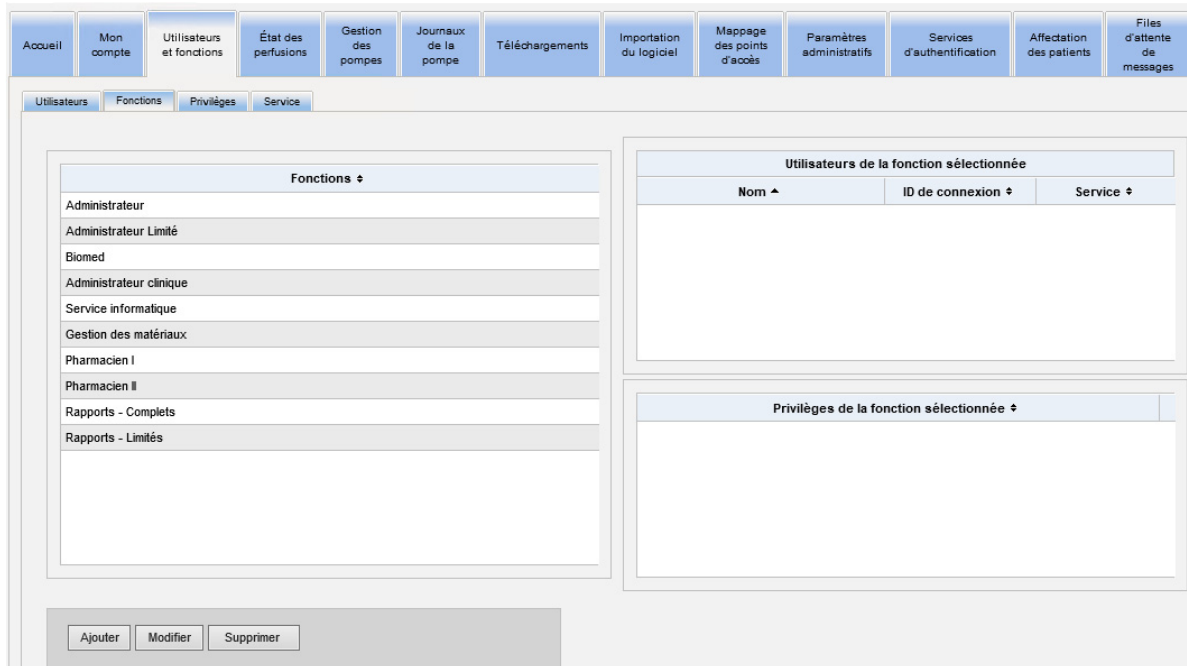 Accueil
Mon
compte
Utilisateurs
et fonctions
État des
perfusions
Gestion
des
pompes
Journaux
de la
pompe
Téléchargements
Importation
du logiciel
Mappage
des points
d'accès
Paramètres
administratifs
Services
d'authentification
Affectation
des patients
Files
d'attente
de
messages
Utilisateurs Fonctions Privilèges Service
Fonctions
Administrateur
Administrateur Limité
Biomed
Administrateur clinique
Service informatique
Gestion des matériaux
Pharmacien I
Pharmacien II
Rapports - Complets
Rapports - Limités
Utilisateurs de la fonction sélectionnée
Nom ID de connexion Service
Privilèges de la fonction sélectionnée
Ajouter Modifier Supprimer